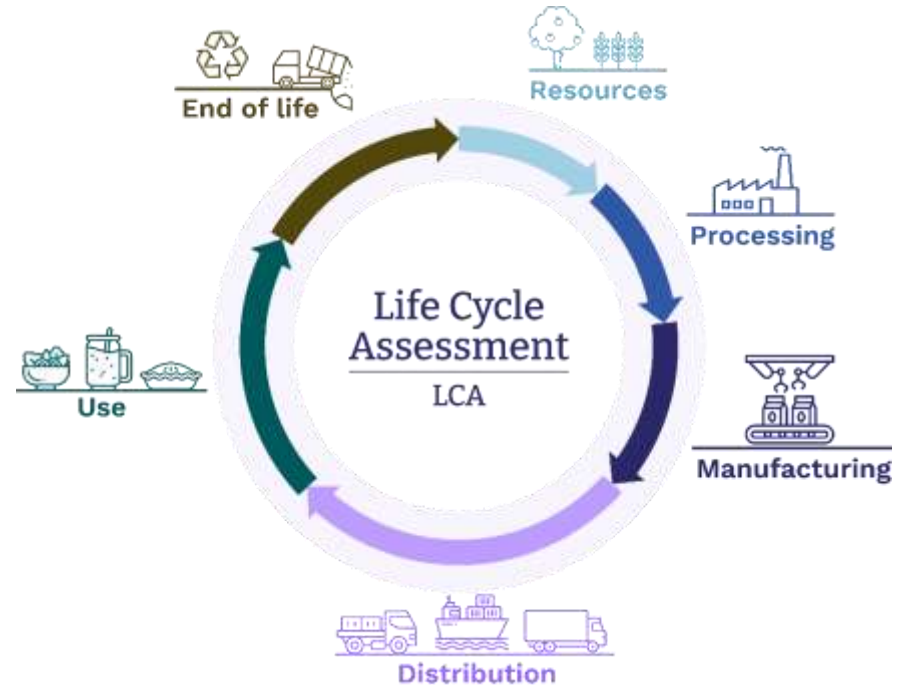 End of life
Resources
Processing
Life Cycle
Assessment
LCA
Use
Manufacturing
Distribution